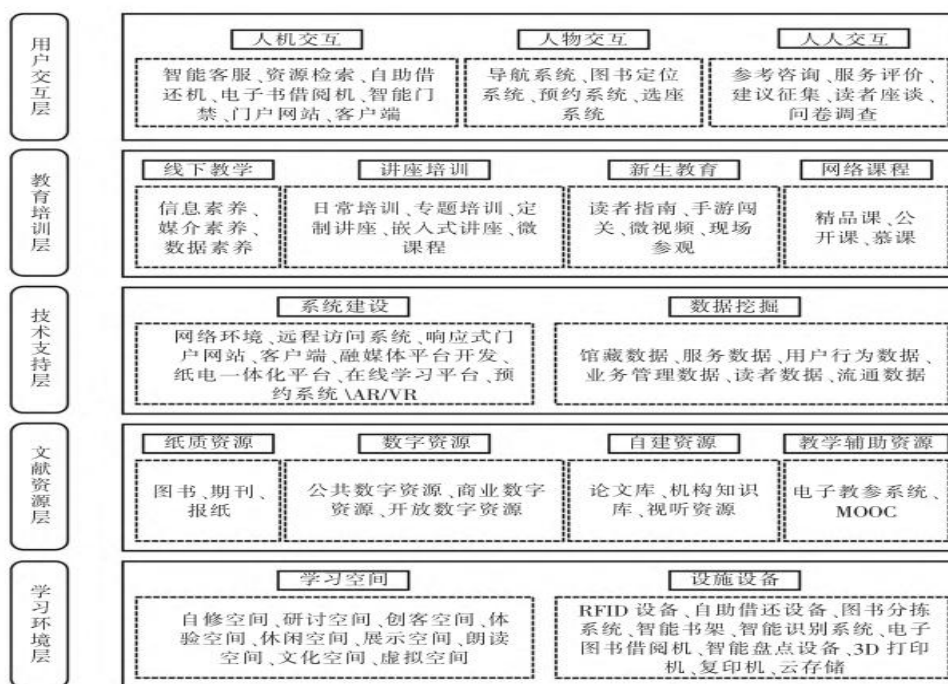 用户交互层
人机交互
智能客服、资源检索、自助借
还机、电子书借阅机、智能门
禁、门户网站、客户端
人物交互
导航系统、图书定位
系统、预约系统、选座
系统
人人交互
参考咨询、服务评价、
建议征集、读者座谈、
问卷调查
教育培训层
线下教学
信息素养、
媒介素养、
数据素养
讲座培训
日常培训、专题培训、定
制讲座、嵌入式讲座、微
课程
新生教育
读者指南、手游闯
关、微视频、现场
参观
网络课程
精品课、公
开课、慕课
技术支持层
系统建设
网络环境、远程访问系统、响应式门
户网站、客户端、融媒体平台开发、
纸电一体化平台、在线学习平台、预
约系统\AR/VR
数据挖掘
馆藏数据、服务数据、用户行为数据、
业务管理数据、读者数据、流通数据
文献资源层
纸质资源
图书、期刊、
报纸
数字资源
公共数字资源、商业数字
资源、开放数字资源
自建资源
论文库、机构知识
库、视听资源
教学辅助资源
电子教参系统、
MOOC
学习环境层
学习空间
自修空间、研讨空间、创客空间、体
验空间、休闲空间、展示空间、朗读
空间、文化空间、虚拟空间
设施设备
RFID 设备、自助借还设备、图书分拣
系统、智能书架、智能识别系统、电子
图书借阅机、智能盘点设备、3D 打印
机、复印机、云存储